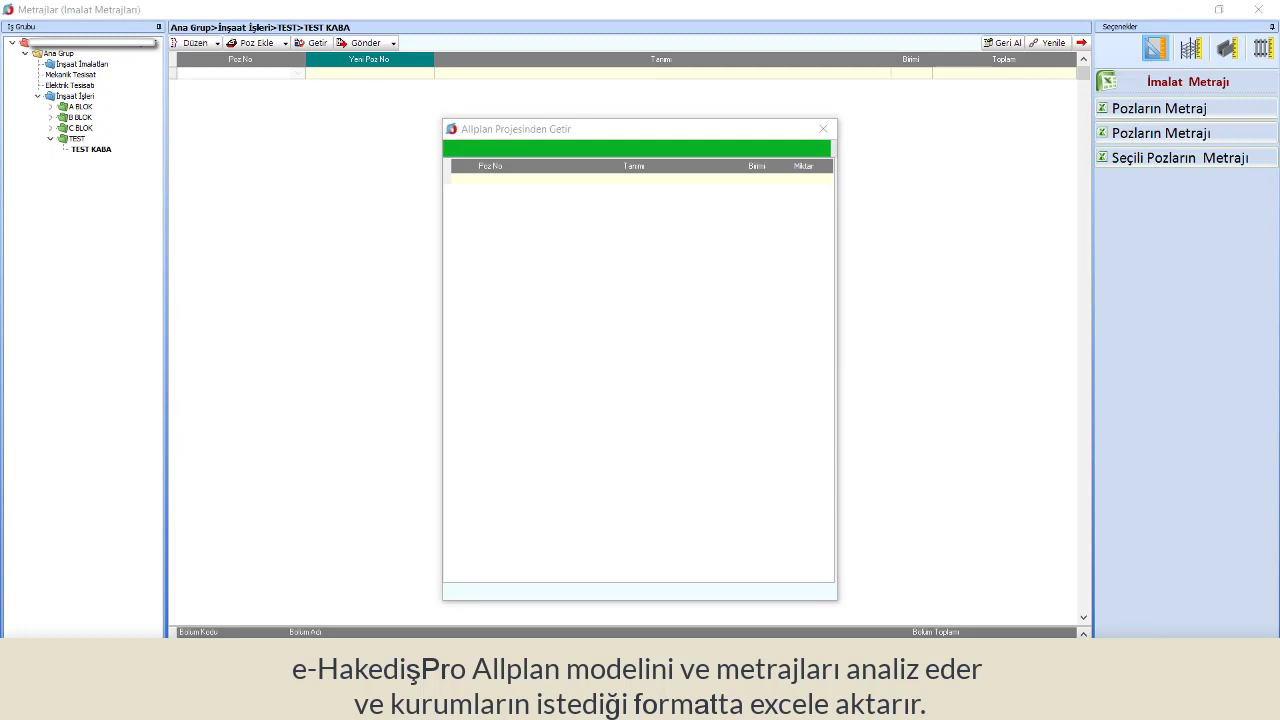 Metrajlar (İmalat Metrajları)
İş Grubu
Ana Grup
İnşaat İmalatları
Mekanik Tesisat
Elektrik Tesisatı
İnşaat İşleri
A BLOK
B BLOK
C BLOK
TEST
TEST KABA
Ana Grup>İnşaat İşleri>TEST>TEST KABA
Düzen Poz Ekle Getir Gönder Geri Al Yenile
Poz No Yeni Poz No Tanımı Birimi Toplam
Allplan Projesinden Getir
Poz No Tanımı Birimi Miktar
Bölüm Kodu Bölüm Adı Bölüm Toplamı
Seçenekler
İmalat Metrajı
Pozların Metraj
Pozların Metrajı
Seçili Pozların Metrajı
e-HakedişPro Allplan modelini ve metrajları analiz eder
ve kurumların istediği formatta excele aktarır.